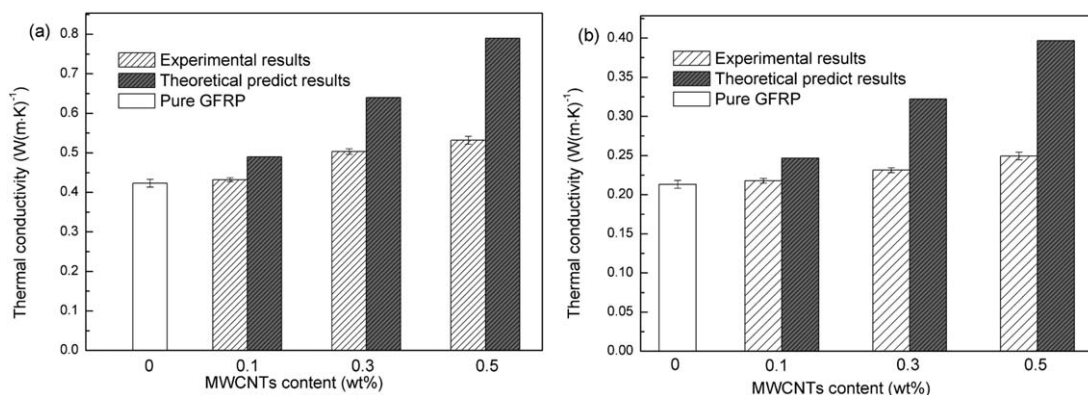 (a)
Experimental results
Theoretical predict results
Pure GFRP
Thermal conductivity (W(m·K)⁻¹)
0.8
0.7
0.6
0.5
0.4
0.3
0.2
0.1
0.0
0 0.1 0.3 0.5
MWCNTs content (wt%)
(b)
Experimental results
Theoretical predict results
Pure GFRP
Thermal conductivity (W(m·K)⁻¹)
0.40
0.35
0.30
0.25
0.20
0.15
0.10
0.05
0.00
0 0.1 0.3 0.5
MWCNTs content (wt%)